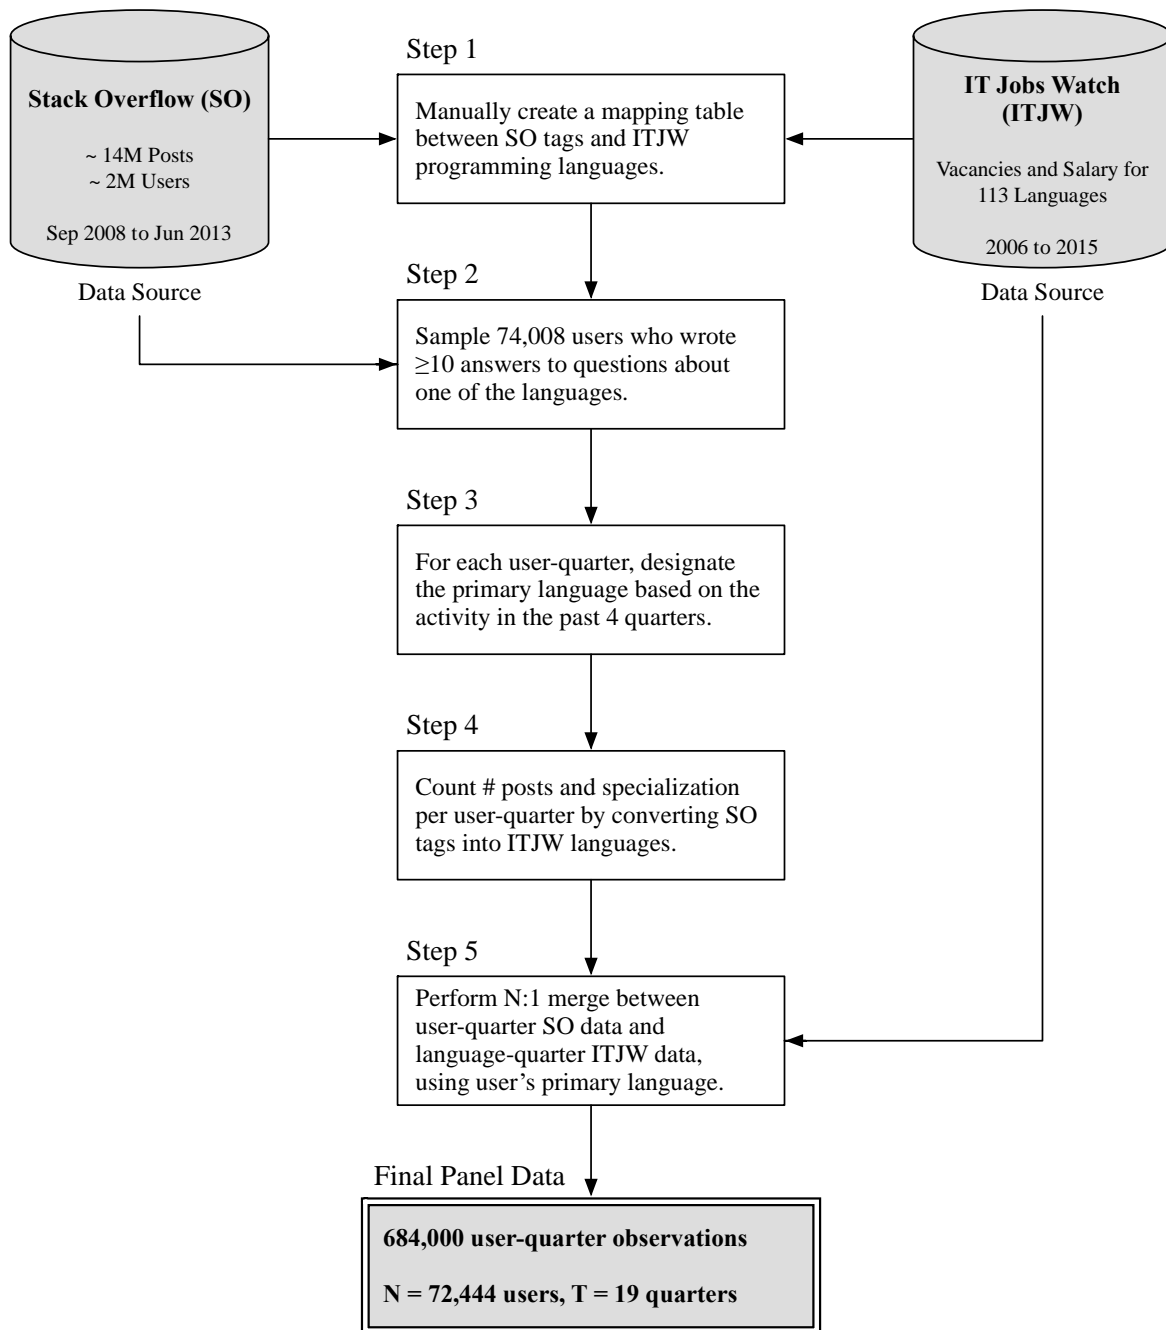 Stack Overflow (SO)
~ 14M Posts
~ 2M Users
Sep 2008 to Jun 2013
Data Source
IT Jobs Watch
(ITJW)
Vacancies and Salary for
113 Languages
2006 to 2015
Data Source
Step 1
Manually create a mapping table
between SO tags and ITJW
programming languages.
Step 2
Sample 74,008 users who wrote
≥10 answers to questions about
one of the languages.
Step 3
For each user-quarter, designate
the primary language based on the
activity in the past 4 quarters.
Step 4
Count # posts and specialization
per user-quarter by converting SO
tags into ITJW languages.
Step 5
Perform N:1 merge between
user-quarter SO data and
language-quarter ITJW data,
using user’s primary language.
Final Panel Data
684,000 user-quarter observations
N = 72,444 users, T = 19 quarters